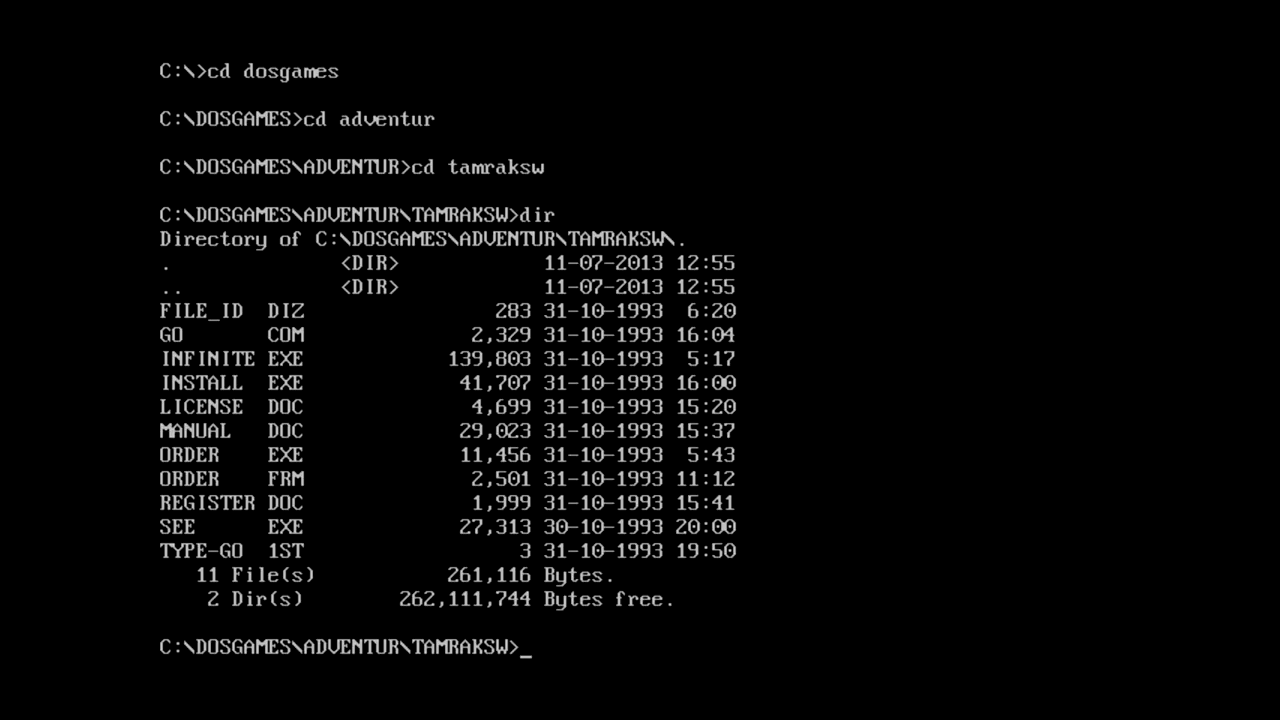 C:\>cd dosgames
C:\DOSGAMES>cd adventur
C:\DOSGAMES\ADVENTUR>cd tamraksw
C:\DOSGAMES\ADVENTUR\TAMRAKSW>dir
Directory of C:\DOSGAMES\ADVENTUR\TAMRAKSW\.
.              <DIR>            11-07-2013 12:55
..             <DIR>            11-07-2013 12:55
FILE_ID  DIZ                283 31-10-1993  6:20
GO       COM              2,329 31-10-1993 16:04
INFINITE EXE            139,803 31-10-1993  5:17
INSTALL  EXE             41,707 31-10-1993 16:00
LICENSE  DOC              4,699 31-10-1993 15:20
MANUAL   DOC             29,023 31-10-1993 15:37
ORDER    EXE             11,456 31-10-1993  5:43
ORDER    FRM              2,501 31-10-1993 11:12
REGISTER DOC              1,999 31-10-1993 15:41
SEE      EXE             27,313 30-10-1993 20:00
TYPE-GO  1ST                  3 31-10-1993 19:50
   11 File(s)           261,116 Bytes.
    2 Dir(s)        262,111,744 Bytes free.
C:\DOSGAMES\ADVENTUR\TAMRAKSW>_